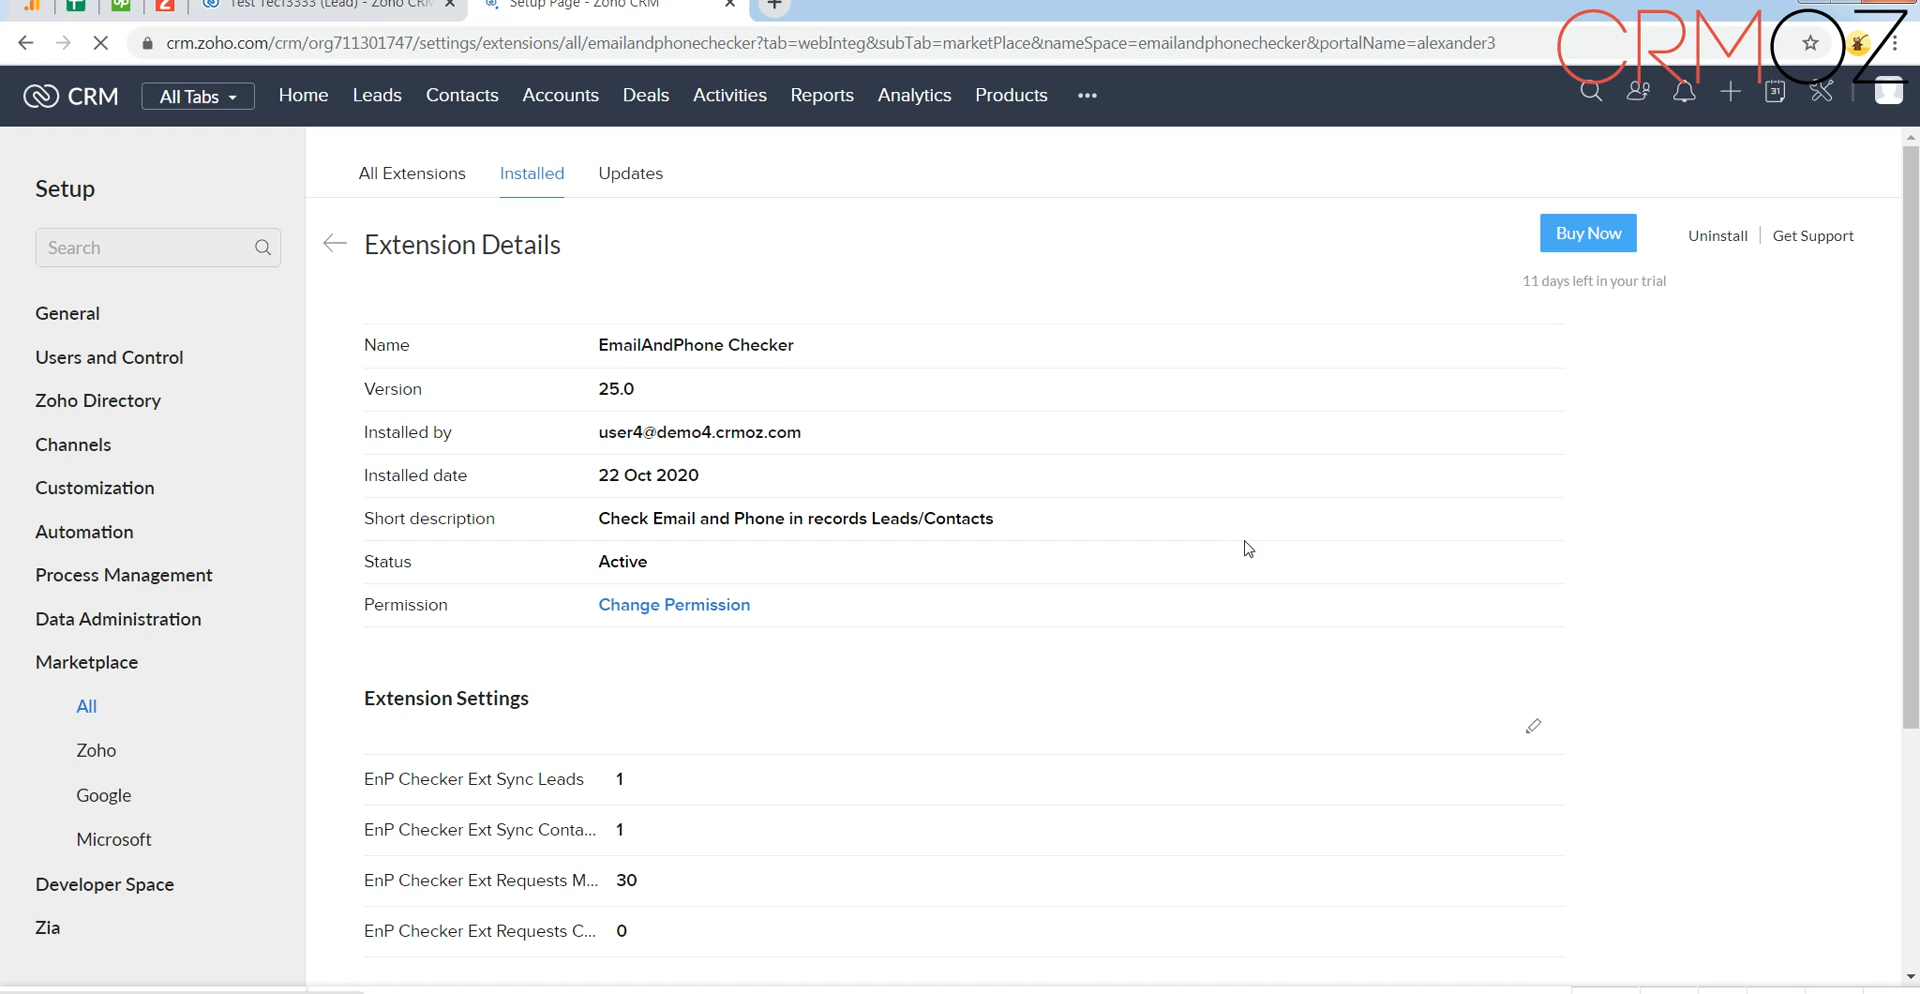 Test Tec13333 (Lead) - Zoho CRM
Setup Page - Zoho CRM
crm.zoho.com/crm/org711301747/settings/extensions/all/emailandphonechecker?tab=webInteg&subTab=marketPlace&nameSpace=emailandphonechecker&portalName=alexander3
CRMOZ
CRM
All Tabs
Home
Leads
Contacts
Accounts
Deals
Activities
Reports
Analytics
Products
31
Setup
Search
General
Users and Control
Zoho Directory
Channels
Customization
Automation
Process Management
Data Administration
Marketplace
All
Zoho
Google
Microsoft
Developer Space
Zia
All Extensions
Installed
Updates
Extension Details
Buy Now
Uninstall
Get Support
11 days left in your trial
Name EmailAndPhone Checker
Version 25.0
Installed by user4@demo4.crmoz.com
Installed date 22 Oct 2020
Short description Check Email and Phone in records Leads/Contacts
Status Active
Permission Change Permission
Extension Settings
EnP Checker Ext Sync Leads 1
EnP Checker Ext Sync Conta... 1
EnP Checker Ext Requests M... 30
EnP Checker Ext Requests C... 0